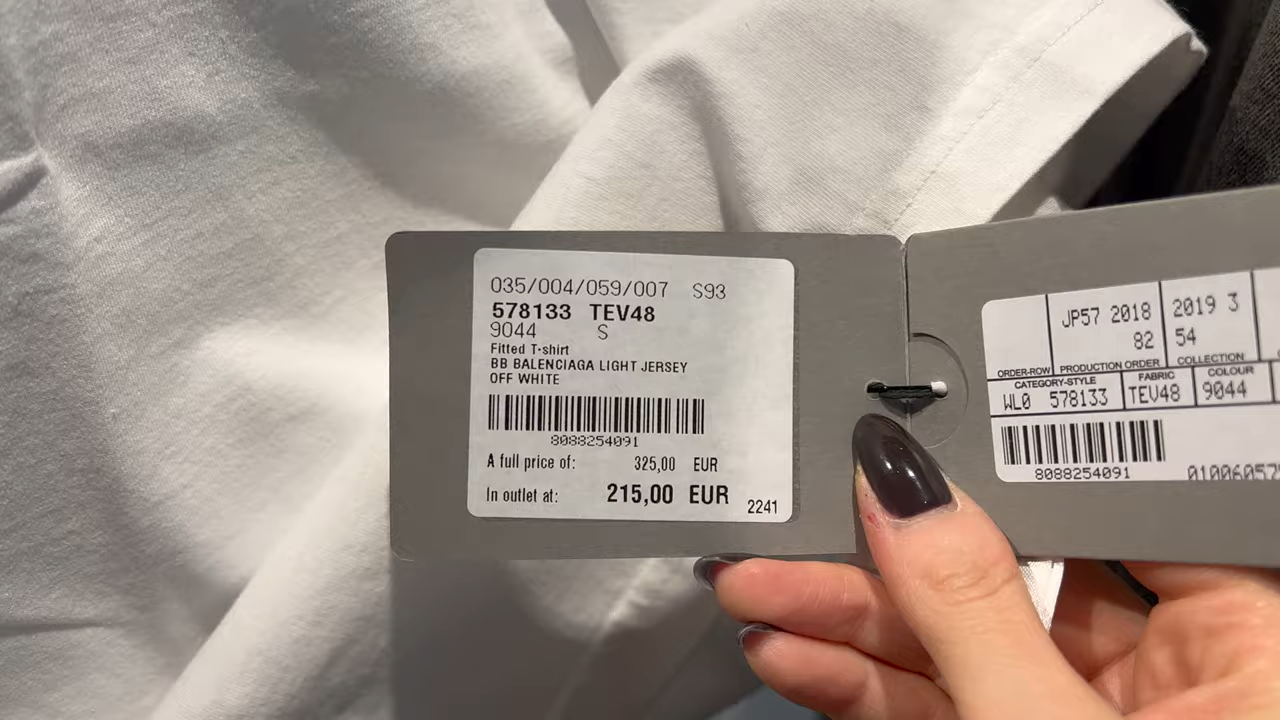 035/004/059/007 S93
578133 TEV48
9044 S
Fitted T-shirt
BB BALENCIAGA LIGHT JERSEY
OFF WHITE
8088254091
A full price of: 325,00 EUR
In outlet at: 215,00 EUR
2241
JP57 2018 2019 3
82 54
ORDER-ROW PRODUCTION ORDER COLLECTION
CATEGORY-STYLE FABRIC COLOUR
WL0 578133 TEV48 9044
8088254091